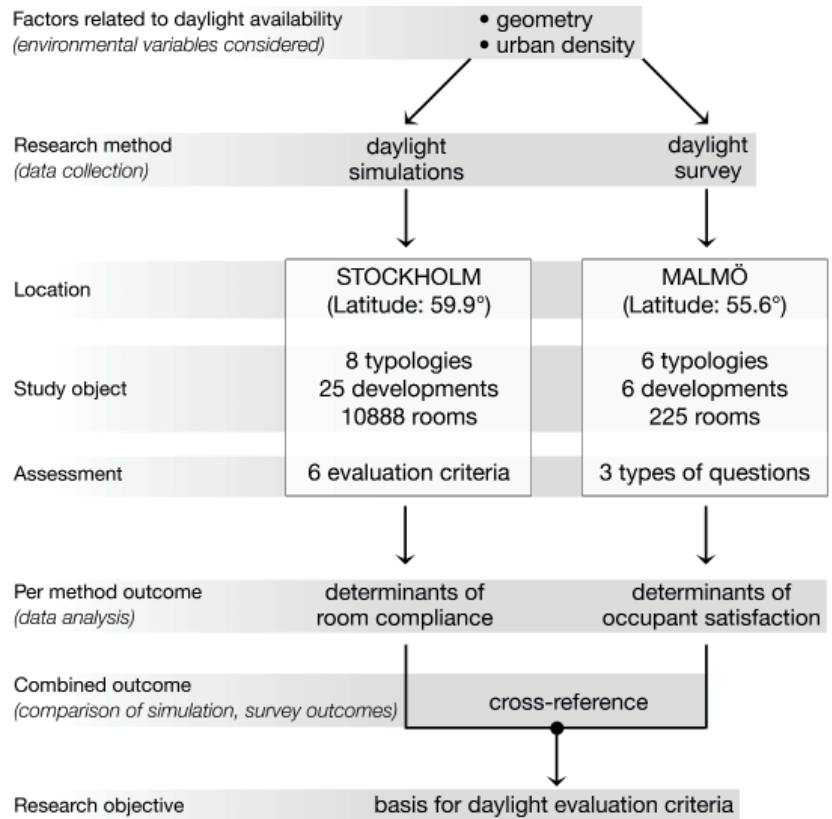 Factors related to daylight availability
(environmental variables considered)
• geometry
• urban density
Research method
(data collection)
daylight
simulations
daylight
survey
Location
STOCKHOLM
(Latitude: 59.9°)
MALMÖ
(Latitude: 55.6°)
Study object
8 typologies
25 developments
10888 rooms
6 typologies
6 developments
225 rooms
Assessment
6 evaluation criteria
3 types of questions
Per method outcome
(data analysis)
determinants of
room compliance
determinants of
occupant satisfaction
Combined outcome
(comparison of simulation, survey outcomes)
cross-reference
Research objective
basis for daylight evaluation criteria